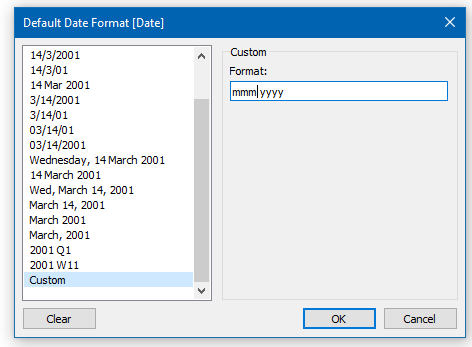 Default Date Format [Date]
14/3/2001
14/3/01
14 Mar 2001
3/14/2001
3/14/01
03/14/01
03/14/2001
Wednesday, 14 March 2001
14 March 2001
Wed, March 14, 2001
March 14, 2001
March 2001
March, 2001
2001 Q1
2001 W11
Custom
Custom
Format:
mmm yyyy
Clear
OK
Cancel